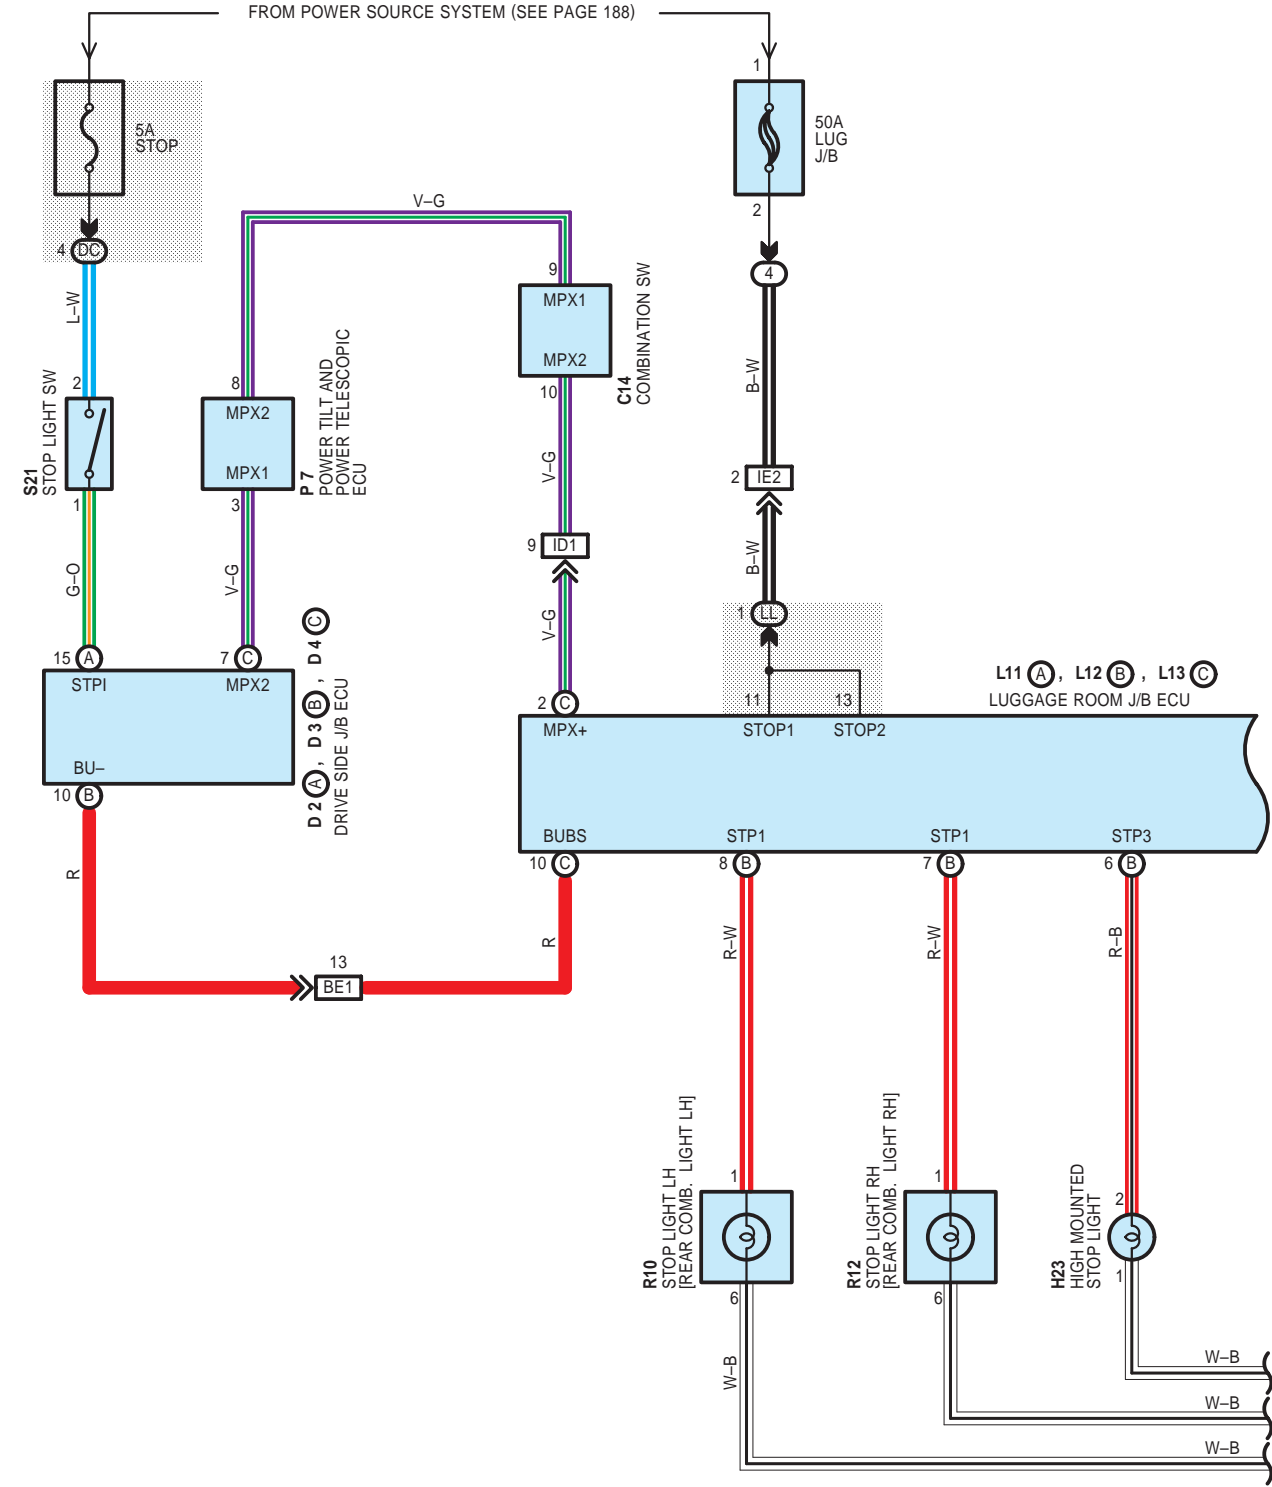 FROM POWER SOURCE SYSTEM (SEE PAGE 188)
5A
STOP
4 DC
L–W
2
S21
STOP LIGHT SW
1
G–O
15 A
STPI
V–G
8
MPX2
MPX1
P 7
POWER TILT AND
POWER TELESCOPIC
ECU
3
V–G
7 C
MPX2
BU–
10 B
D 2 A , D 3 B , D 4 C
DRIVE SIDE J/B ECU
R
13
BE1
R
9
MPX1
MPX2
C14
COMBINATION SW
10
V–G
9 ID1
V–G
2 C
MPX+
1
50A
LUG
J/B
2
4
B–W
2 IE2
B–W
1 LL
11
13
STOP1
STOP2
L11 A , L12 B , L13 C
LUGGAGE ROOM J/B ECU
BUBS
10 C
STP1
8 B
STP1
7 B
STP3
6 B
R–W
R–W
R–B
1
R10
STOP LIGHT LH
[REAR COMB. LIGHT LH]
6
1
R12
STOP LIGHT RH
[REAR COMB. LIGHT RH]
6
2
H23
HIGH MOUNTED
STOP LIGHT
1
W–B
W–B
W–B
W–B